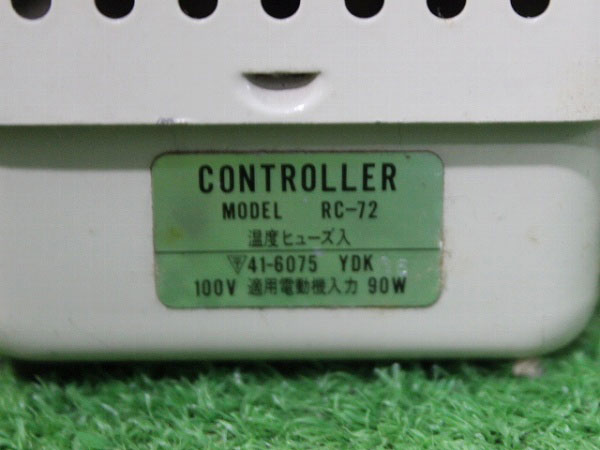 CONTROLLER
MODEL RC-72
温度ヒューズ入
41-6075 YDK
100V 適用電動機入力 90W